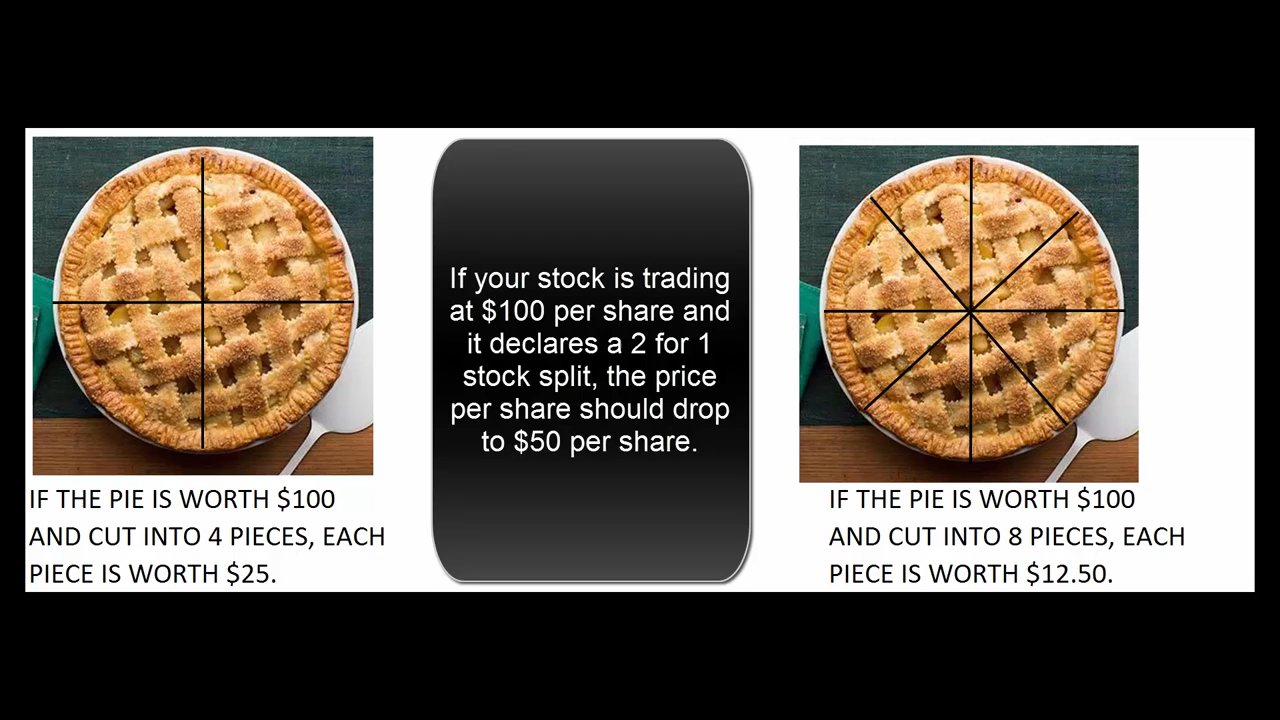 IF THE PIE IS WORTH $100
AND CUT INTO 4 PIECES, EACH
PIECE IS WORTH $25.
If your stock is trading
at $100 per share and
it declares a 2 for 1
stock split, the price
per share should drop
to $50 per share.
IF THE PIE IS WORTH $100
AND CUT INTO 8 PIECES, EACH
PIECE IS WORTH $12.50.